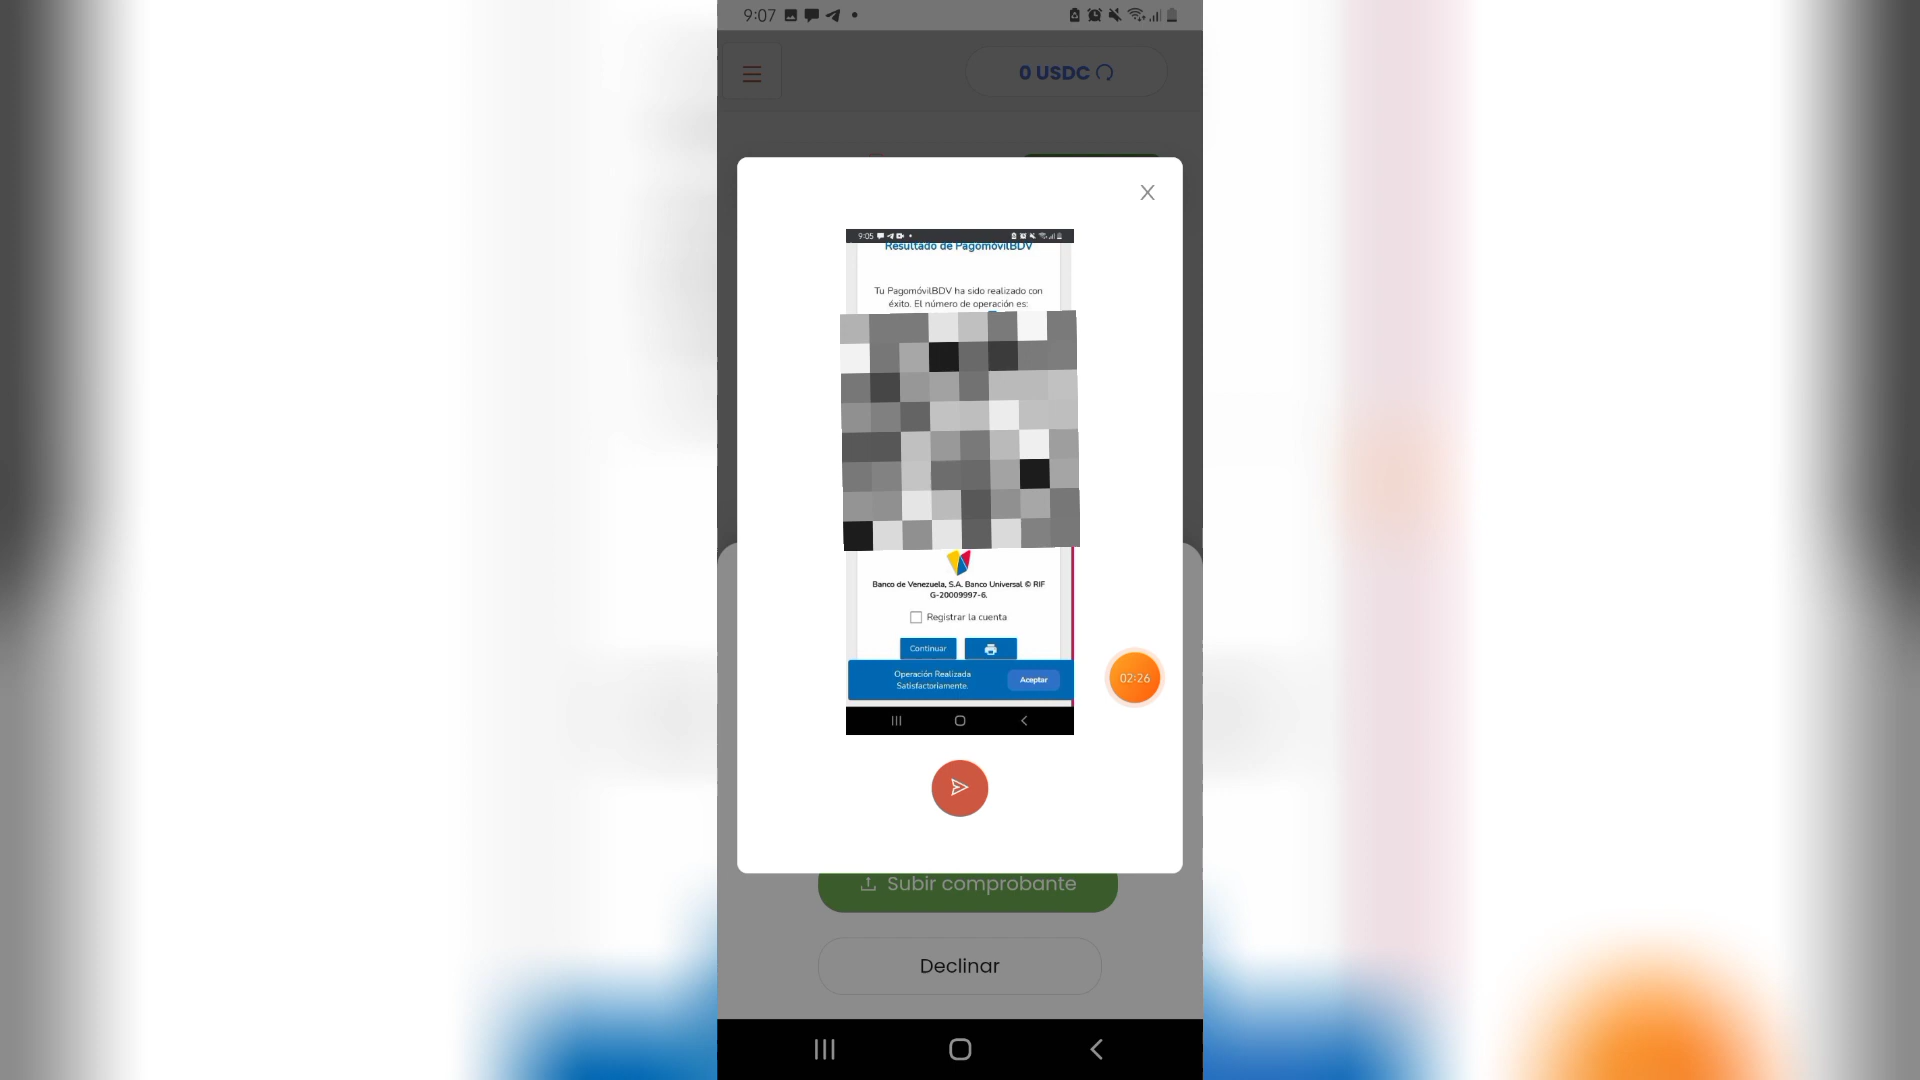 9:07
0 USDC
X
9:05
Resultado de PagomóvilBDV
Tu PagomóvilBDV ha sido realizado con
éxito. El número de operación es:
Banco de Venezuela, S.A. Banco Universal © RIF
G-20009997-6.
Registrar la cuenta
Continuar
Operación Realizada
Satisfactoriamente.
Aceptar
02:26
Subir comprobante
Declinar